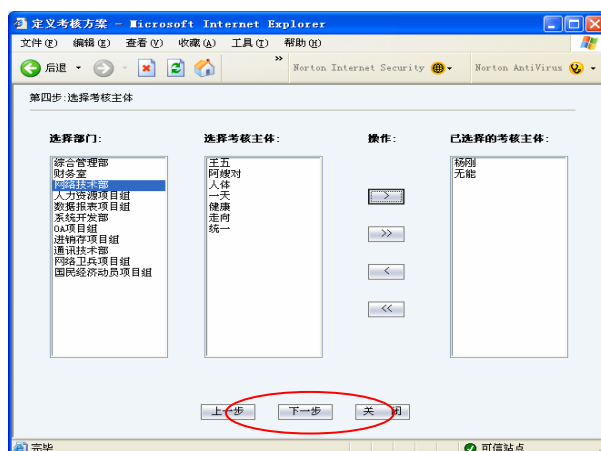 定义考核方案 - Microsoft Internet Explorer
文件(F) 编辑(E) 查看(V) 收藏(A) 工具(T) 帮助(H)
后退 » Norton Internet Security Norton AntiVirus
第四步:选择考核主体
选择部门: 选择考核主体: 操作: 已选择的考核主体:
综合管理部 王五 杨刚
财务室 阿嫂对 无能
网络技术部 人体
人力资源项目组 一天 >
数据报表项目组 健康
系统开发部 走向
OA项目组 统一 >>
进销存项目组
通讯技术部
网络卫兵项目组
国民经济动员项目组 <
<<
上一步 下一步 关 闭
完毕 可信站点